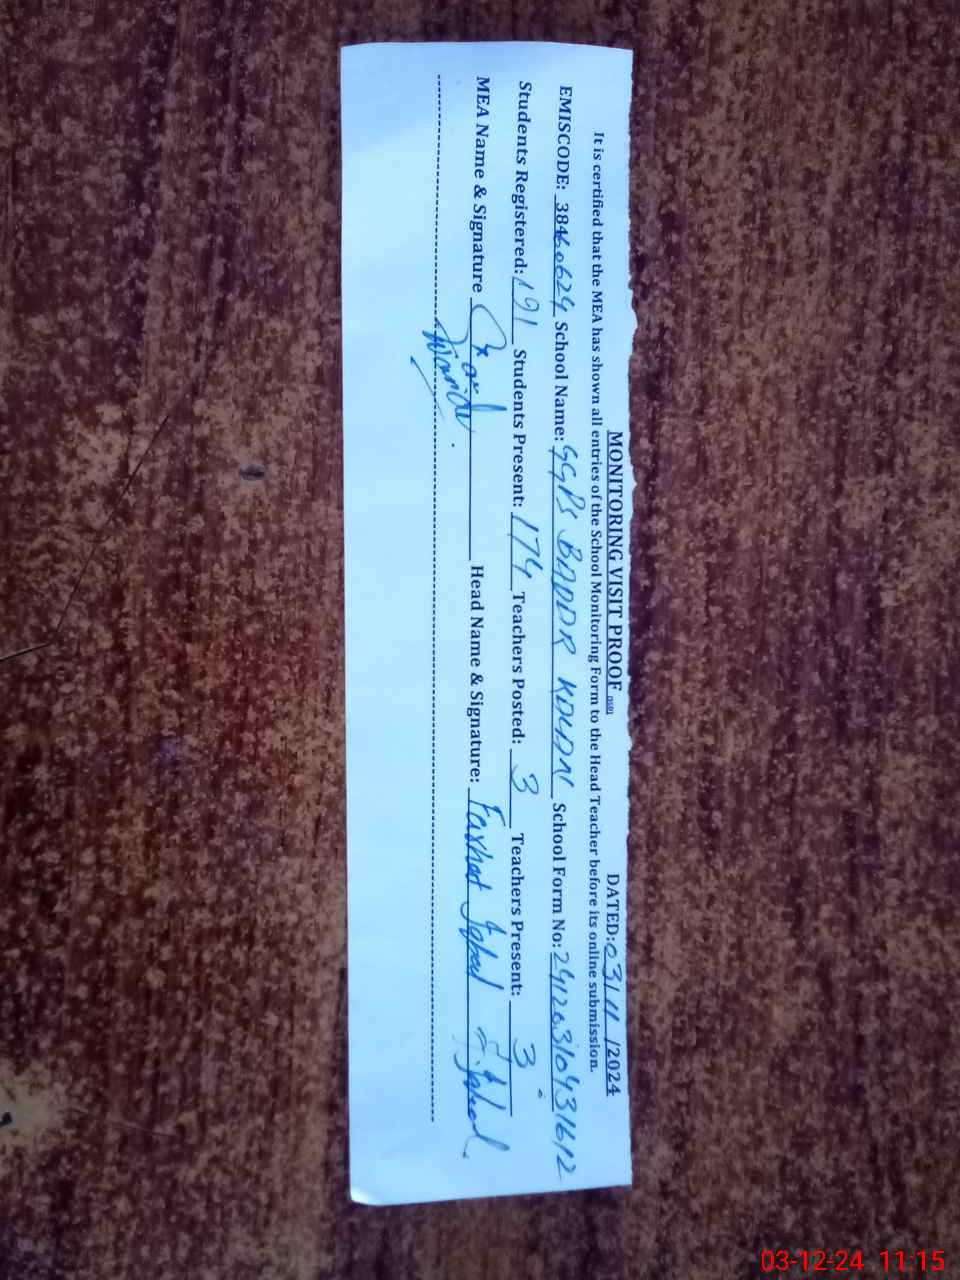 MONITORING VISIT PROOF DATED: 03/11/2024
It is certified that the MEA has shown all entries of the School Monitoring Form to the Head Teacher before its online submission.
EMISCODE: 38460624 School Name: GGPS BADDR KOLDAN School Form No: 24120310431612
Students Registered: 191 Students Present: 174 Teachers Posted: 3 Teachers Present: 3
MEA Name & Signature Head Name & Signature: Farhat Iqbal F. Iqbal
03-12-24 11:15